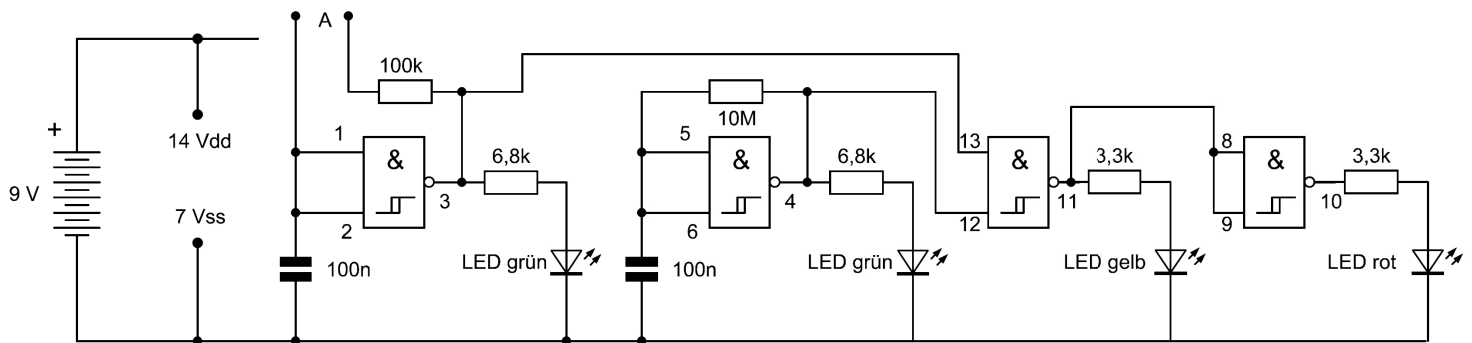 A
100k
10M
+
14 Vdd
1
&
5
&
13
&
8
&
6,8k
6,8k
3,3k
3,3k
9 V
3
4
11
10
7 Vss
2
6
12
9
100n
LED grün
100n
LED grün
LED gelb
LED rot